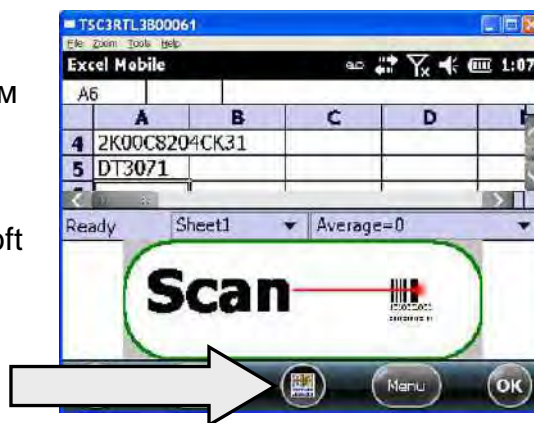 TSC3RTL3B00061
File Zoom Tools Help
Excel Mobile 1:07
A6
A B C D
4 2K00C8204CK31
5 DT3071
Ready Sheet1 Average=0
oft
Scan
Menu OK